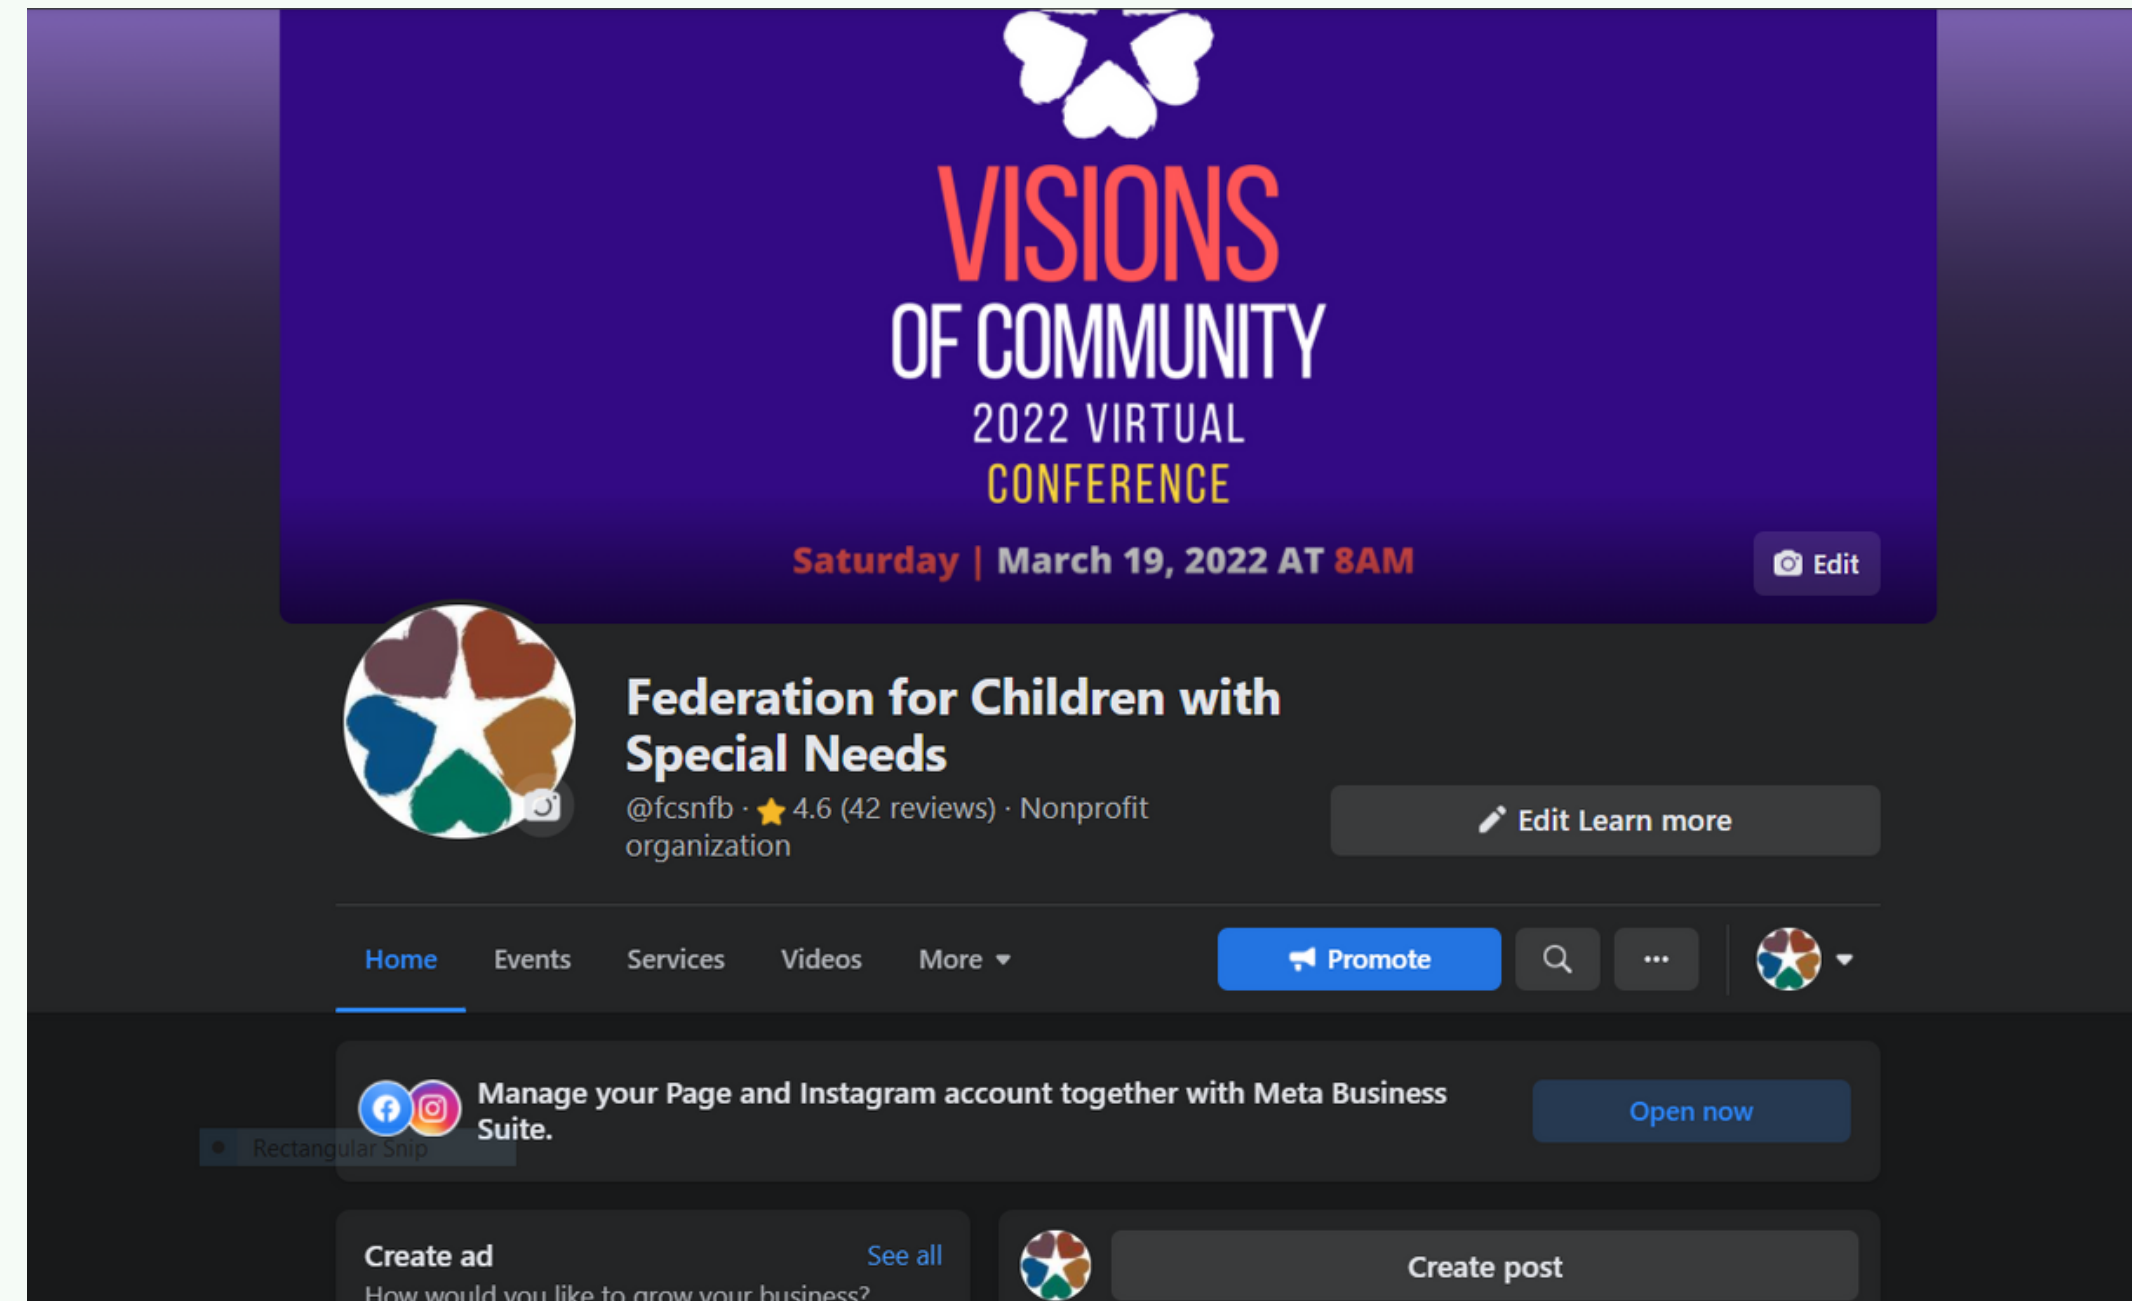 VISIONS
OF COMMUNITY
2022 VIRTUAL
CONFERENCE
Saturday | March 19, 2022 AT 8AM
Edit
Federation for Children with
Special Needs
@fcsnfb · 4.6 (42 reviews) · Nonprofit
organization
Edit Learn more
Home Events Services Videos More
Promote
Manage your Page and Instagram account together with Meta Business
Suite.
Open now
Rectangular Snip
Create ad
See all
How would you like to grow your business?
Create post